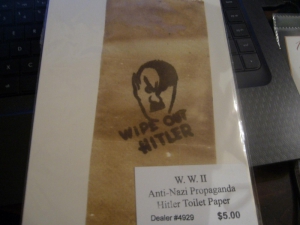 WIPE OUT
HITLER
W. W. II
Anti-Nazi Propaganda
Hitler Toilet Paper
Dealer #4929 $5.00